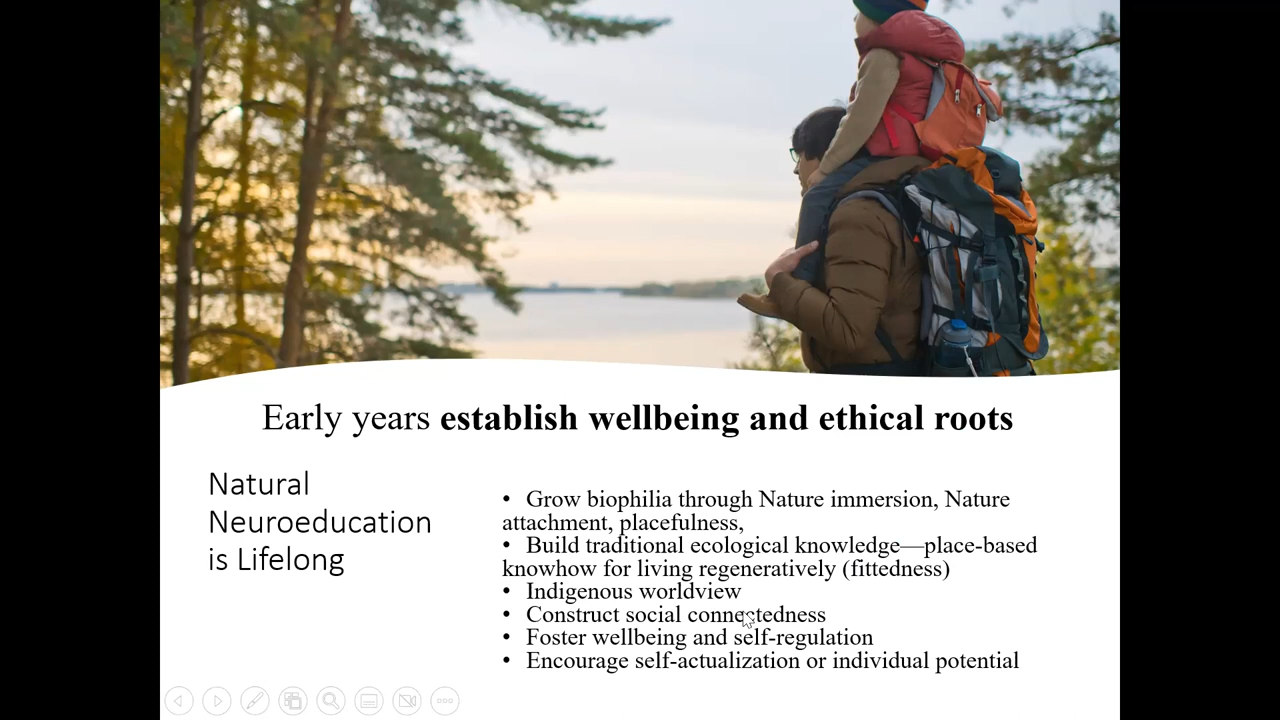 Early years establish wellbeing and ethical roots
Natural
Neuroeducation
is Lifelong
• Grow biophilia through Nature immersion, Nature
attachment, placefulness,
• Build traditional ecological knowledge—place-based
knowhow for living regeneratively (fittedness)
• Indigenous worldview
• Construct social connectedness
• Foster wellbeing and self-regulation
• Encourage self-actualization or individual potential